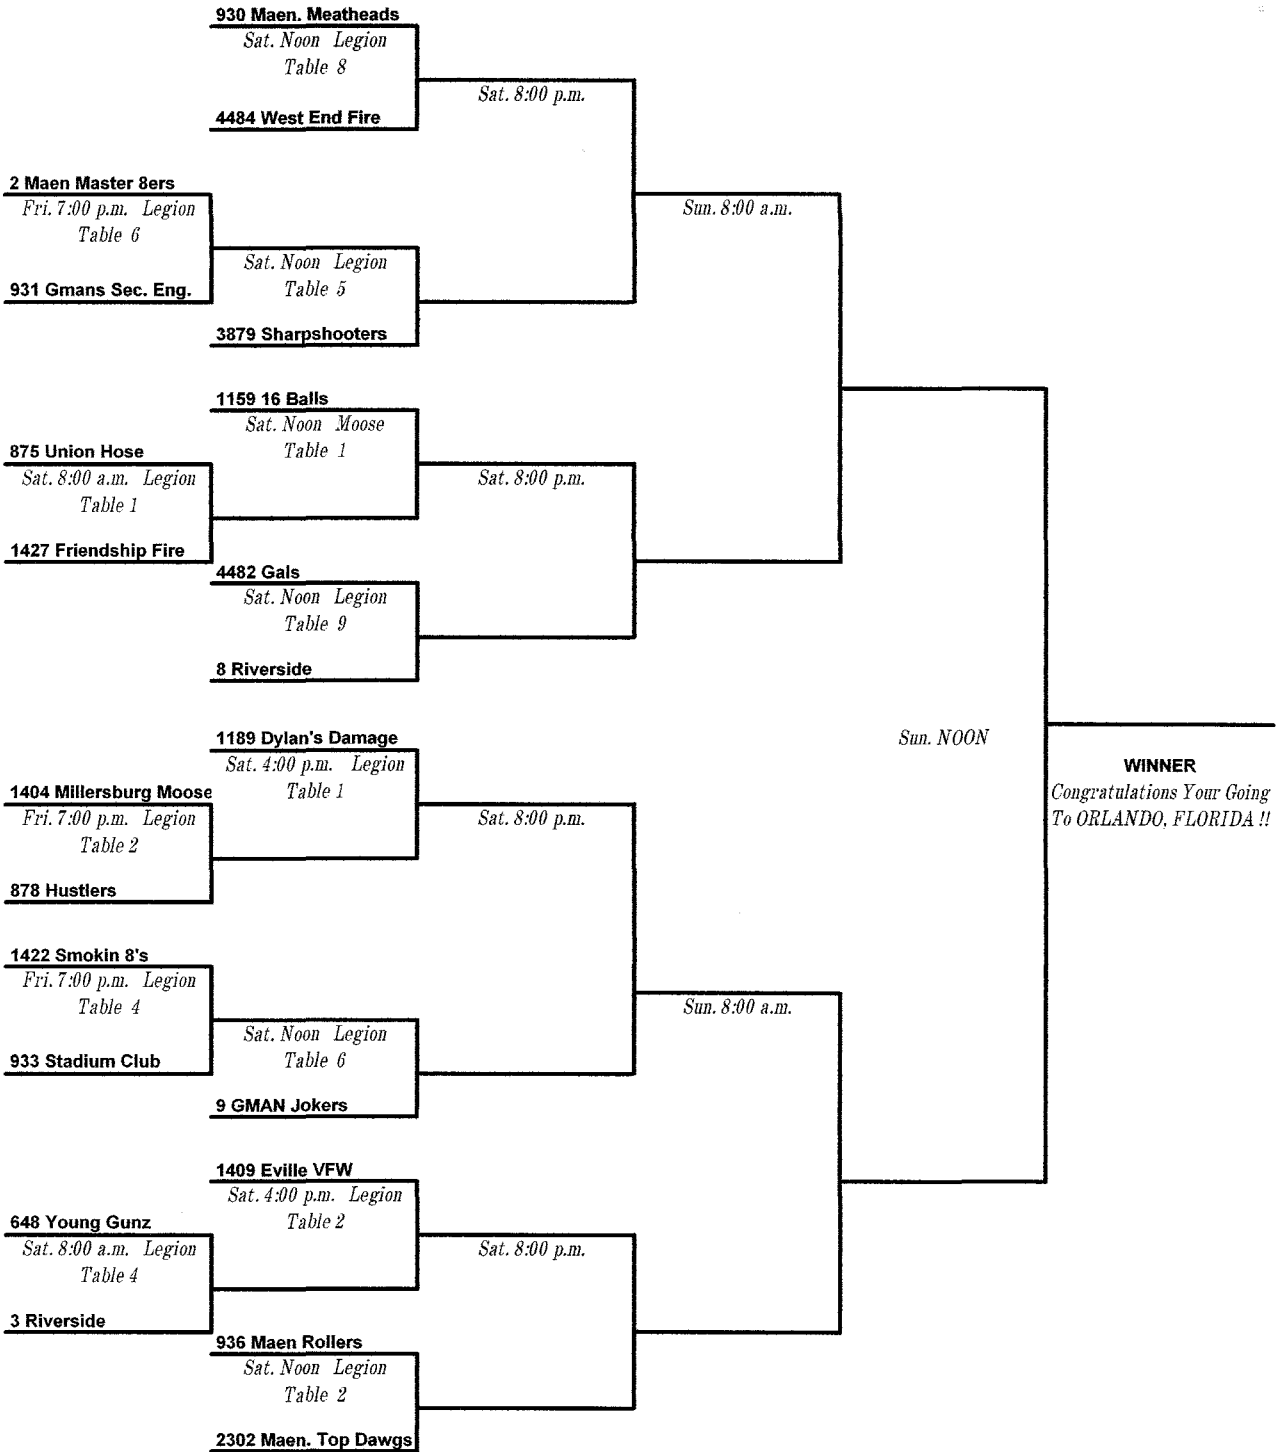 930 Maen. Meatheads
Sat. Noon Legion
Table 8
Sat. 8:00 p.m.
4484 West End Fire
2 Maen Master 8ers
Fri. 7:00 p.m. Legion
Table 6
Sun. 8:00 a.m.
931 Gmans Sec. Eng.
Sat. Noon Legion
Table 5
3879 Sharpshooters
1159 16 Balls
Sat. Noon Moose
Table 1
875 Union Hose
Sat. 8:00 a.m. Legion
Table 1
Sat. 8:00 p.m.
1427 Friendship Fire
4482 Gals
Sat. Noon Legion
Table 9
8 Riverside
1189 Dylan's Damage
Sat. 4:00 p.m. Legion
Table 1
Sun. NOON
WINNER
Congratulations Your Going
To ORLANDO, FLORIDA !!
1404 Millersburg Moose
Fri. 7:00 p.m. Legion
Table 2
Sat. 8:00 p.m.
878 Hustlers
1422 Smokin 8's
Fri. 7:00 p.m. Legion
Table 4
Sun. 8:00 a.m.
933 Stadium Club
Sat. Noon Legion
Table 6
9 GMAN Jokers
1409 Eville VFW
Sat. 4:00 p.m. Legion
Table 2
648 Young Gunz
Sat. 8:00 a.m. Legion
Table 4
Sat. 8:00 p.m.
3 Riverside
936 Maen Rollers
Sat. Noon Legion
Table 2
2302 Maen. Top Dawgs